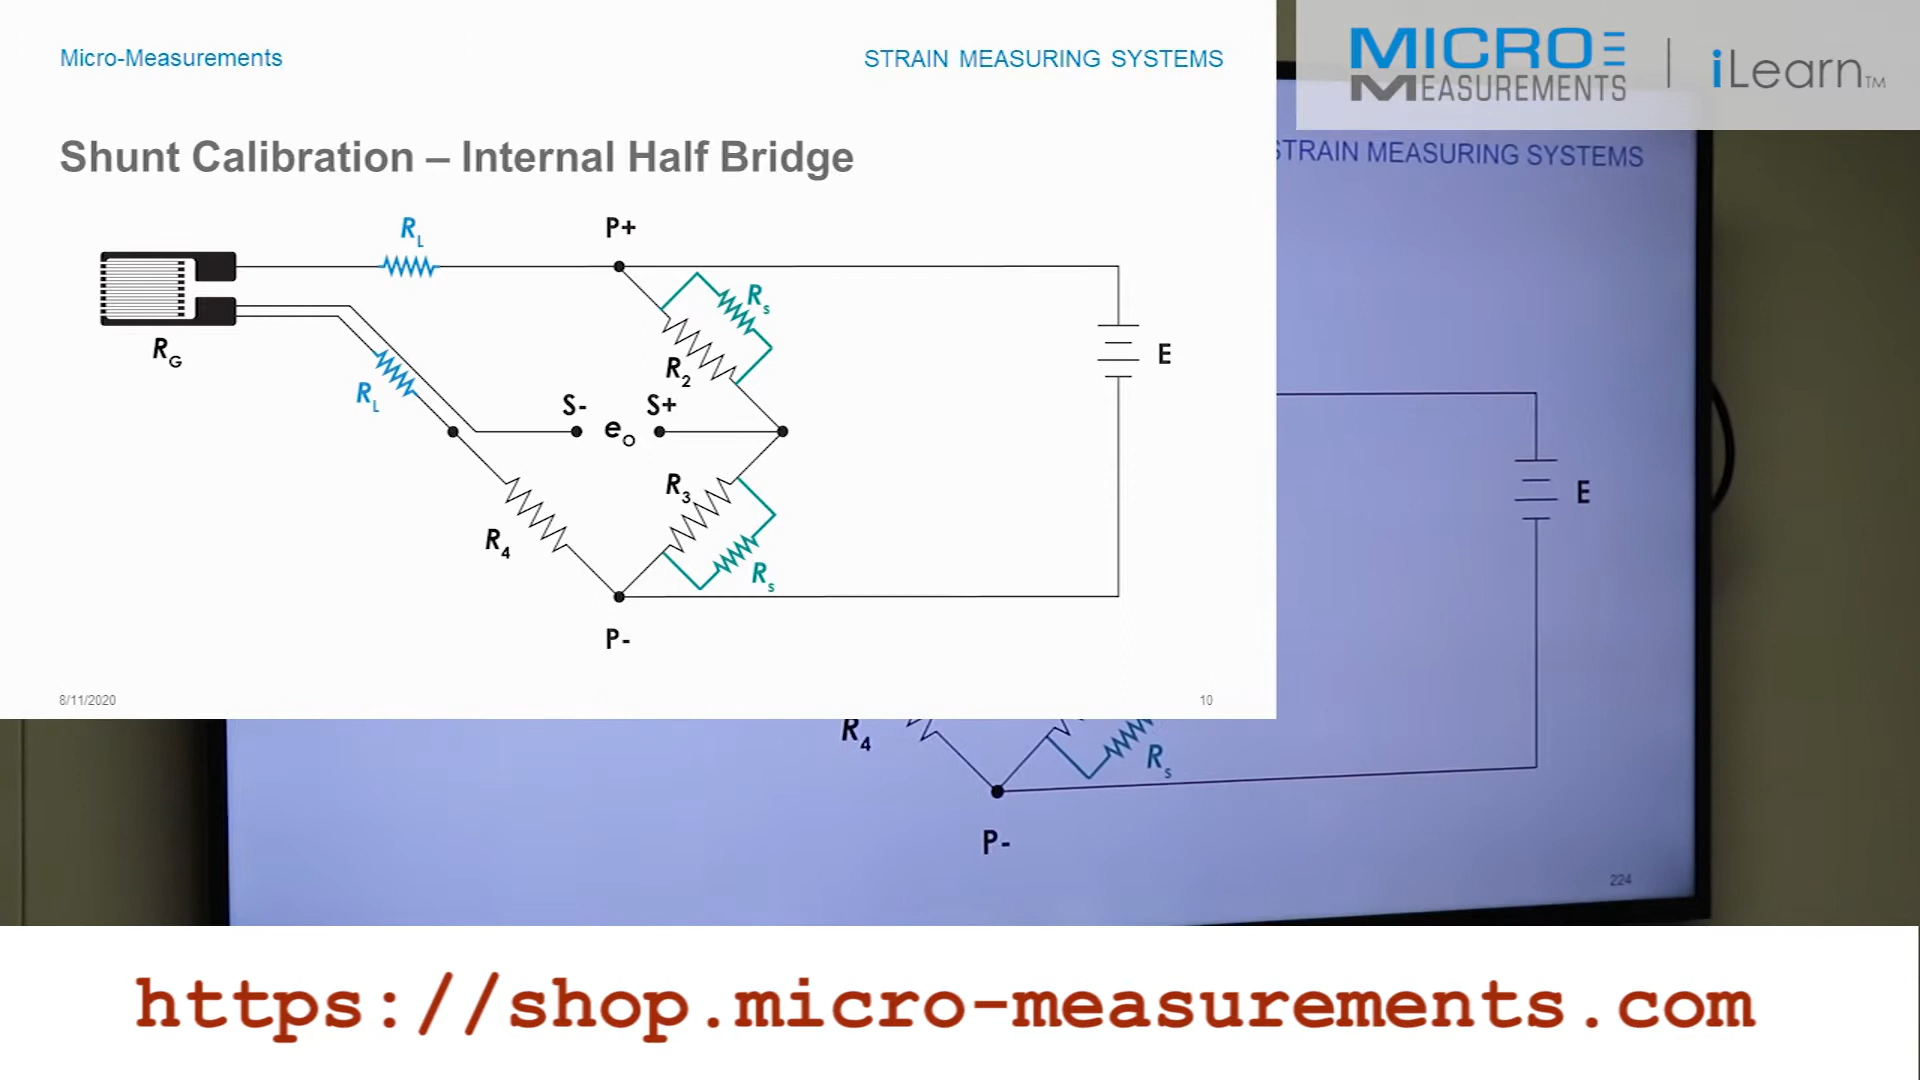 Micro-Measurements
STRAIN MEASURING SYSTEMS
MICRO
MEASUREMENTS
iLearn™
STRAIN MEASURING SYSTEMS
Shunt Calibration – Internal Half Bridge
RL
P+
Rs
RG
R2
E
RL
S-
S+
eO
R3
E
R4
Rs
P-
8/11/2020
10
R4
Rs
P-
224
https://shop.micro-measurements.com